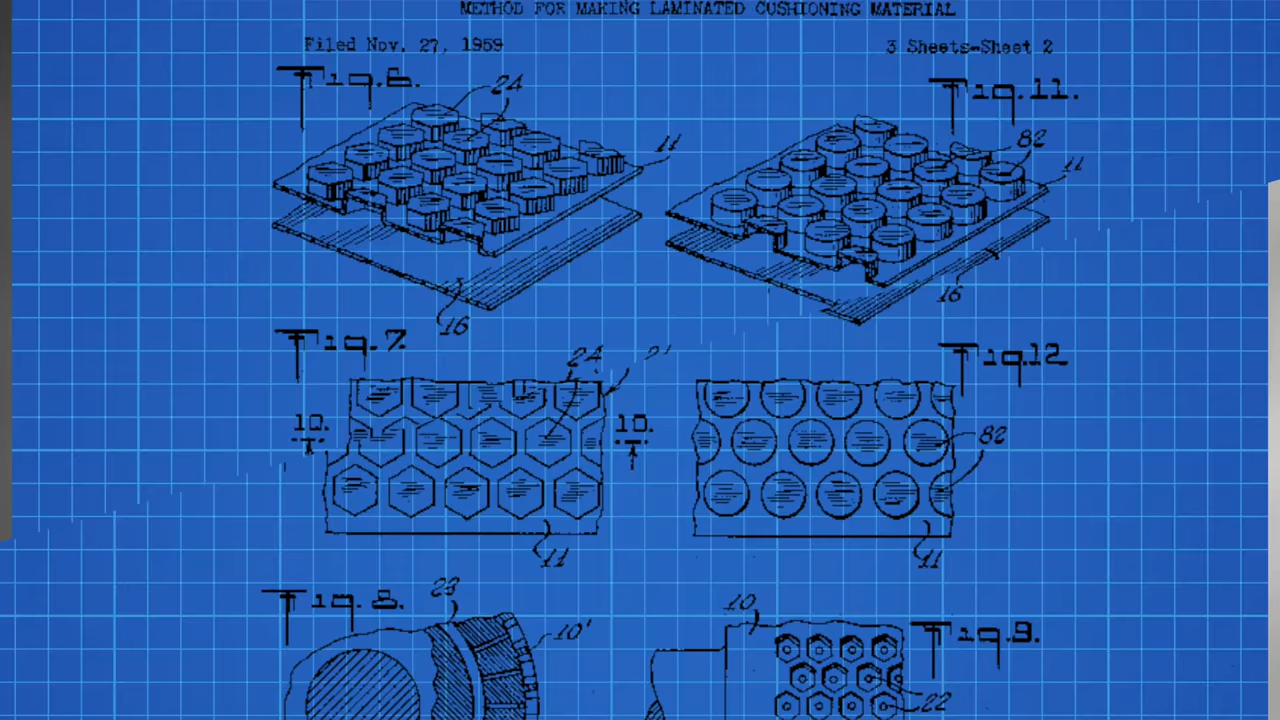 METHOD FOR MAKING LAMINATED CUSHIONING MATERIAL
Filed Nov. 27, 1959
3 Sheets-Sheet 2
Fig. 6.
24
11
16
Fig. 11.
82
11
16
Fig. 7.
24
10.
10.
11
Fig. 12
82
11
Fig. 8.
23
10'
10
Fig. 9.
22